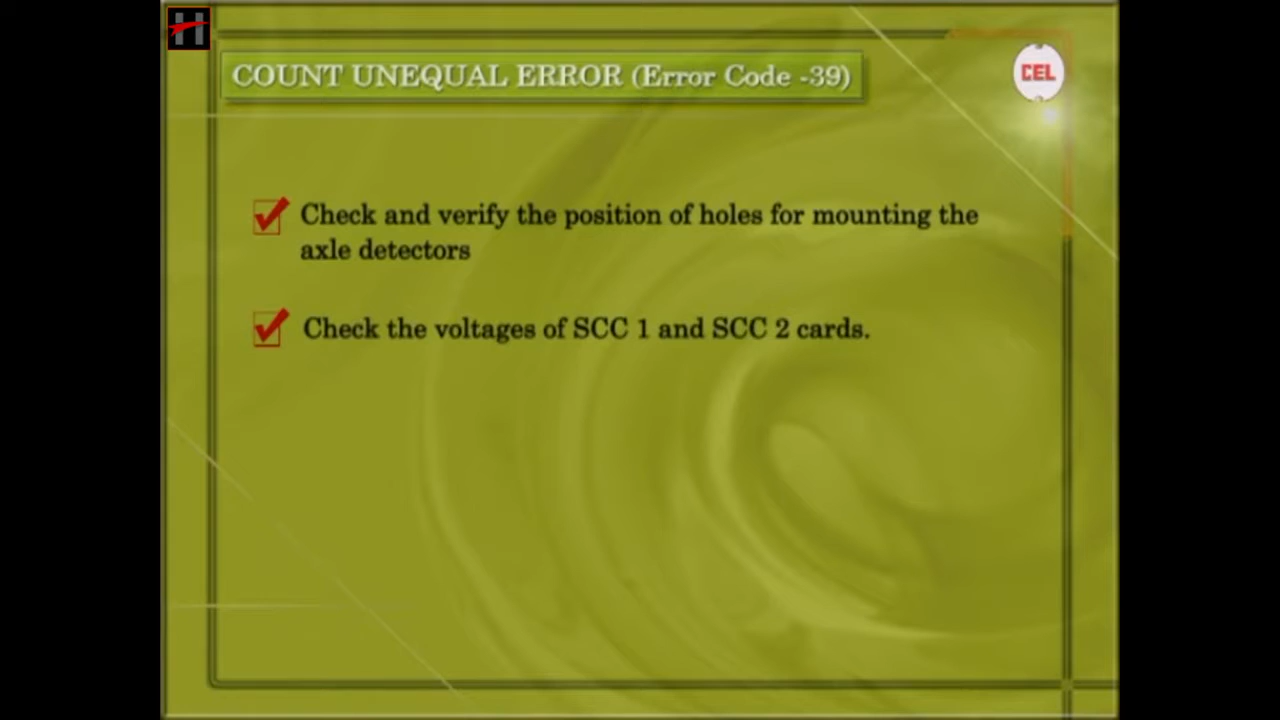 COUNT UNEQUAL ERROR (Error Code -39)
CEL
Check and verify the position of holes for mounting the
axle detectors
Check the voltages of SCC 1 and SCC 2 cards.